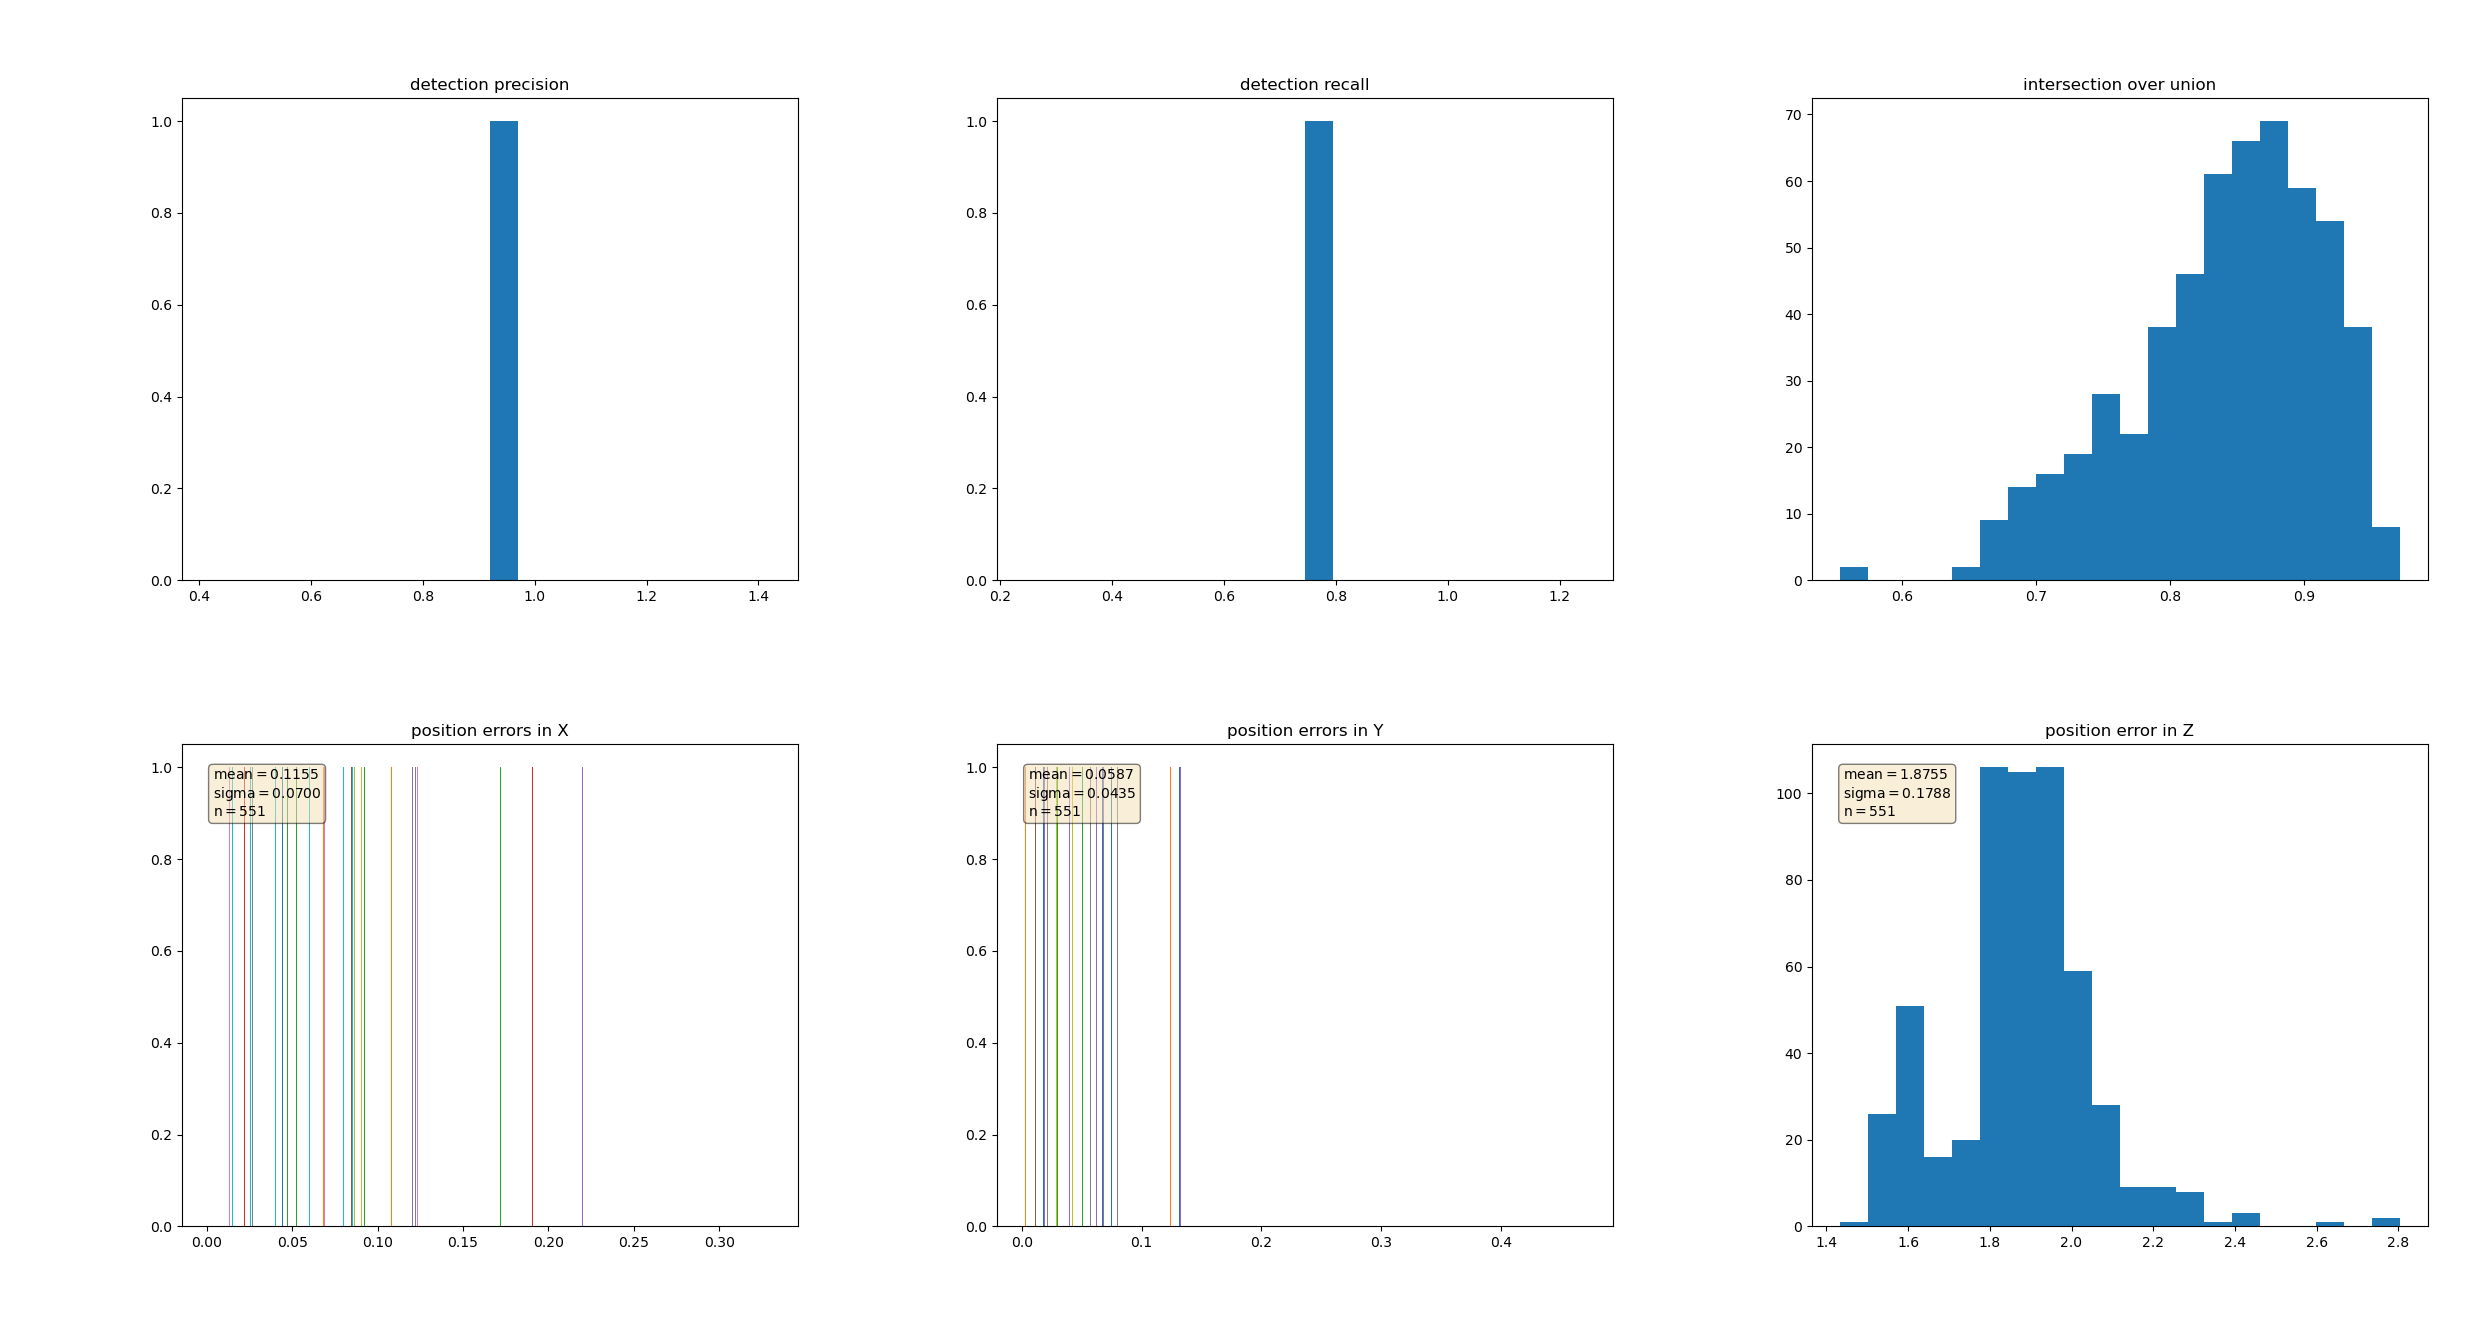 detection precision
1.0
0.8
0.6
0.4
0.2
0.0
0.4 0.6 0.8 1.0 1.2 1.4
detection recall
1.0
0.8
0.6
0.4
0.2
0.0
0.2 0.4 0.6 0.8 1.0 1.2
intersection over union
70
60
50
40
30
20
10
0
0.6 0.7 0.8 0.9
position errors in X
mean = 0.1155
sigma = 0.0700
n = 551
1.0
0.8
0.6
0.4
0.2
0.0
0.00 0.05 0.10 0.15 0.20 0.25 0.30
position errors in Y
mean = 0.0587
sigma = 0.0435
n = 551
1.0
0.8
0.6
0.4
0.2
0.0
0.0 0.1 0.2 0.3 0.4
position error in Z
mean = 1.8755
sigma = 0.1788
n = 551
100
80
60
40
20
0
1.4 1.6 1.8 2.0 2.2 2.4 2.6 2.8